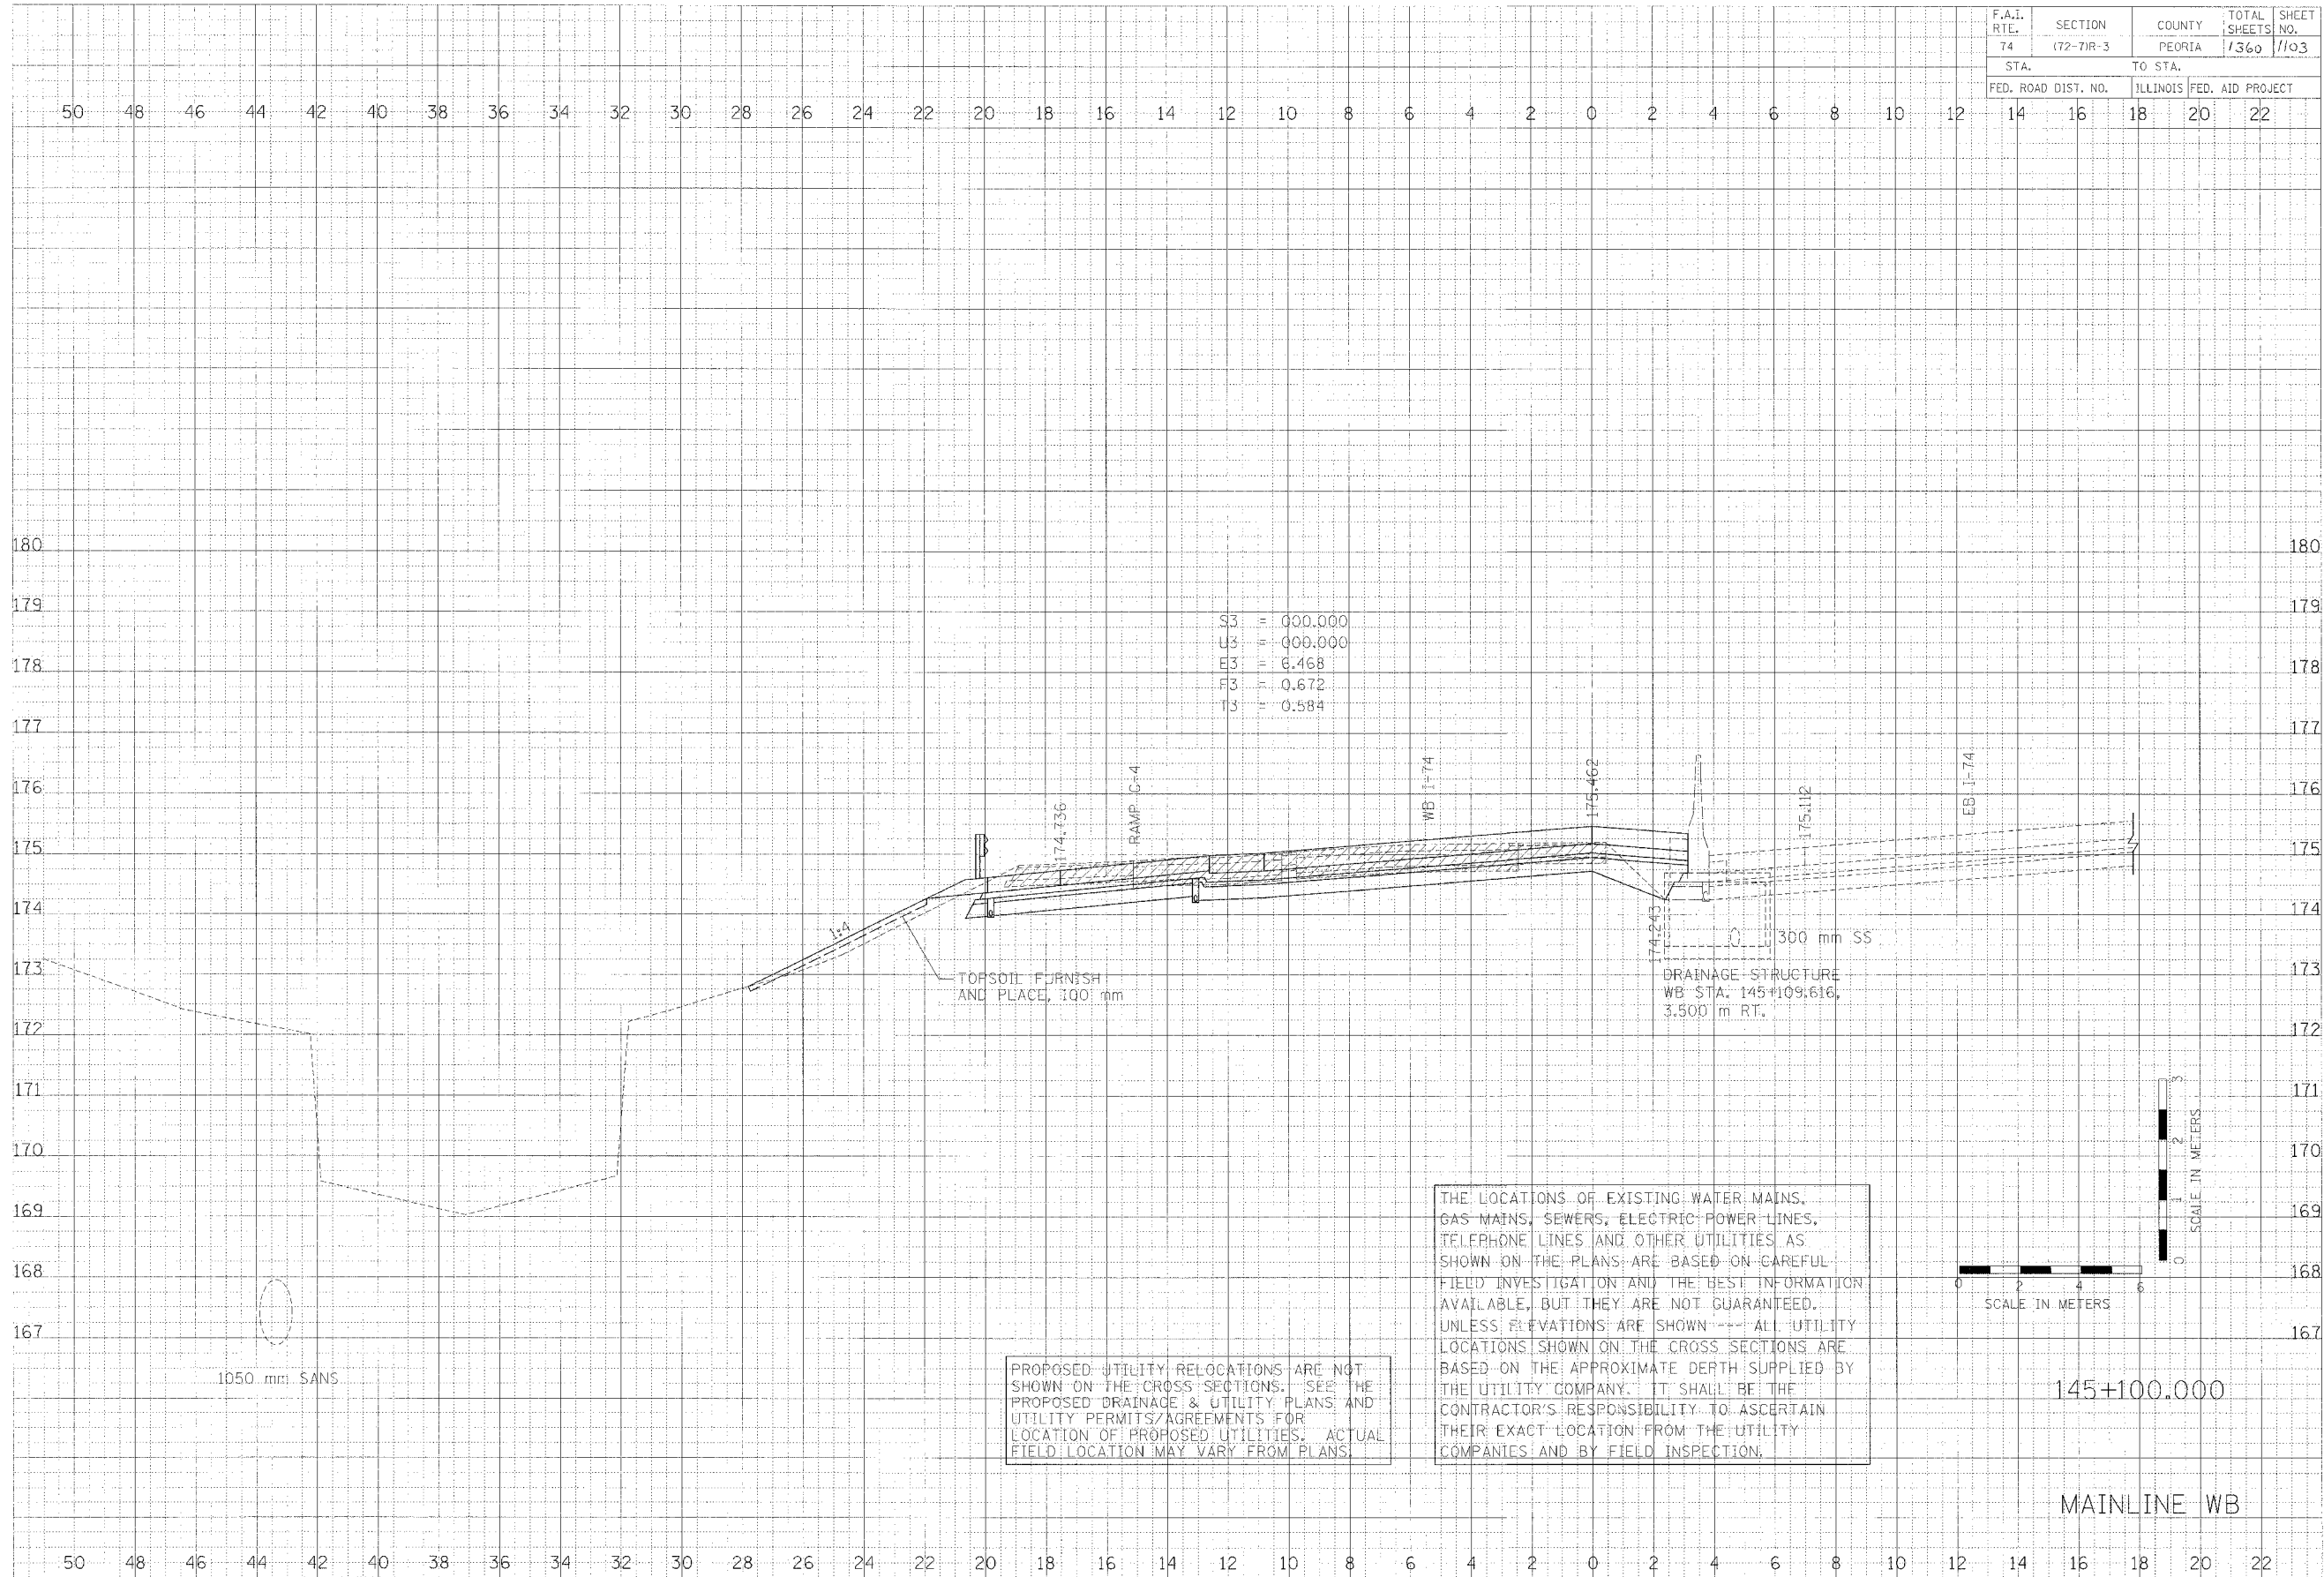 F.A.I. RTE. SECTION COUNTY TOTAL SHEETS SHEET NO.
74 (72-7)R-3 PEORIA 1360 1103
STA. TO STA.
FED. ROAD DIST. NO. ILLINOIS FED. AID PROJECT
50 48 46 44 42 40 38 36 34 32 30 28 26 24 22 20 18 16 14 12 10 8 6 4 2 0 2 4 6 8 10 12 14 16 18 20 22
180 180
179 179
S3 = 000.000
U3 = 000.000
178 178
E3 = 6.468
F3 = 0.672
T3 = 0.584
177 177
176 176
174.736
RAMP C-4
WB I-74
175.462
175.112
EB I-74
175 175
174 174
1:4
174.243
300 mm SS
173 173
TOPSOIL FURNISH
AND PLACE, 100 mm
DRAINAGE STRUCTURE
WB STA. 145+109.616,
3.500 m RT.
172 172
171 171
170 170
169 169
168 168
167 167
1050 mm SANS
0 1 2 3
SCALE IN METERS
0 2 4 6
SCALE IN METERS
PROPOSED UTILITY RELOCATIONS ARE NOT
SHOWN ON THE CROSS SECTIONS. SEE THE
PROPOSED DRAINAGE & UTILITY PLANS AND
UTILITY PERMITS/AGREEMENTS FOR
LOCATION OF PROPOSED UTILITIES. ACTUAL
FIELD LOCATION MAY VARY FROM PLANS.
THE LOCATIONS OF EXISTING WATER MAINS,
GAS MAINS, SEWERS, ELECTRIC POWER LINES,
TELEPHONE LINES AND OTHER UTILITIES AS
SHOWN ON THE PLANS ARE BASED ON CAREFUL
FIELD INVESTIGATION AND THE BEST INFORMATION
AVAILABLE, BUT THEY ARE NOT GUARANTEED.
UNLESS ELEVATIONS ARE SHOWN --- ALL UTILITY
LOCATIONS SHOWN ON THE CROSS SECTIONS ARE
BASED ON THE APPROXIMATE DEPTH SUPPLIED BY
THE UTILITY COMPANY. IT SHALL BE THE
CONTRACTOR'S RESPONSIBILITY TO ASCERTAIN
THEIR EXACT LOCATION FROM THE UTILITY
COMPANIES AND BY FIELD INSPECTION.
145+100.000
MAINLINE WB
50 48 46 44 42 40 38 36 34 32 30 28 26 24 22 20 18 16 14 12 10 8 6 4 2 0 2 4 6 8 10 12 14 16 18 20 22